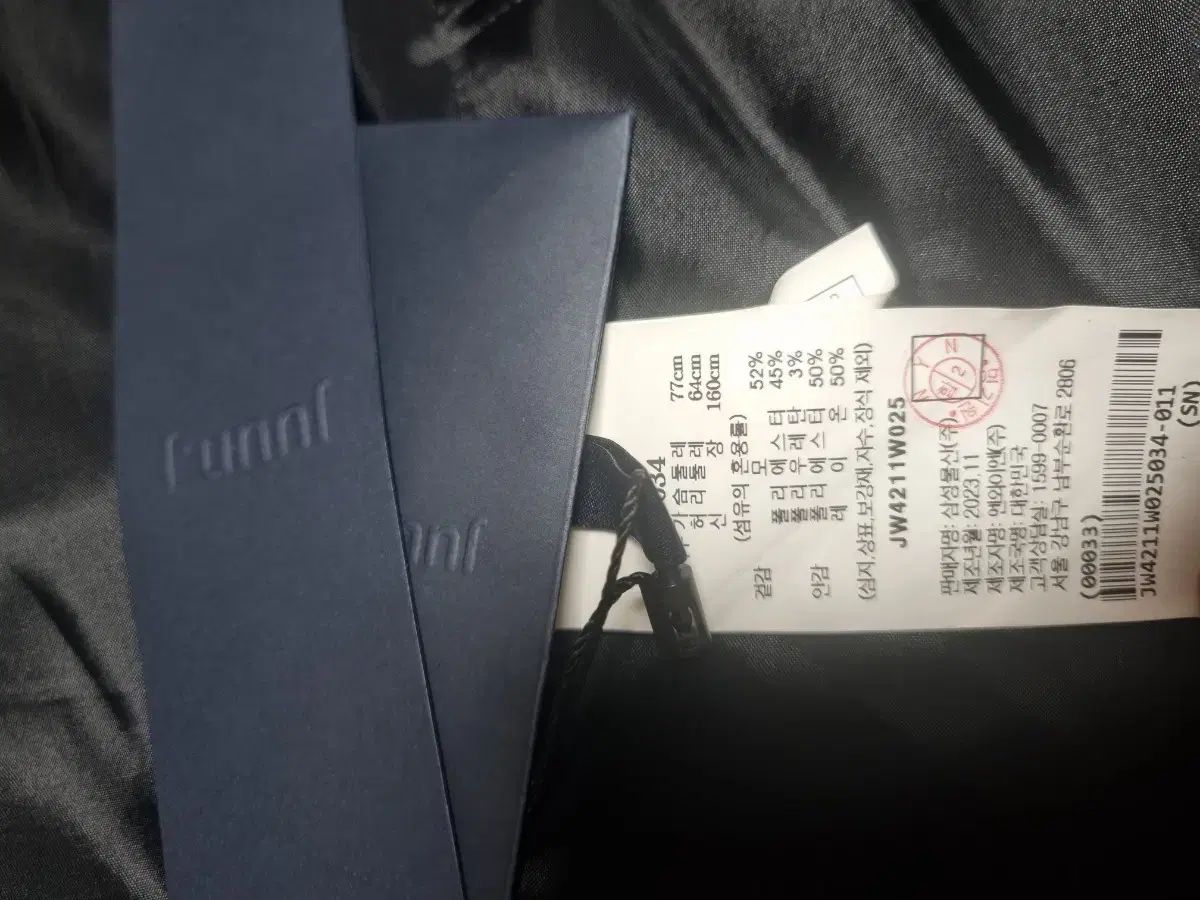 juun.j
034
가슴둘레 77cm
허리둘레 64cm
신장 160cm
(섬유의 혼용률)
겉감 모 52%
폴리에스터 45%
폴리우레탄 3%
안감 폴리에스터 50%
레이온 50%
(심지,상표,보강재,자수,장식 제외)
JW4211W025
판매자명: 삼성물산(주)
제조년월: 2023.11
제조자명: 엔와이엔(주)
제조국명: 대한민국
고객상담실: 1599-0007
서울 강남구 남부순환로 2806
(00033)
JW4211W025034-011
(SN)